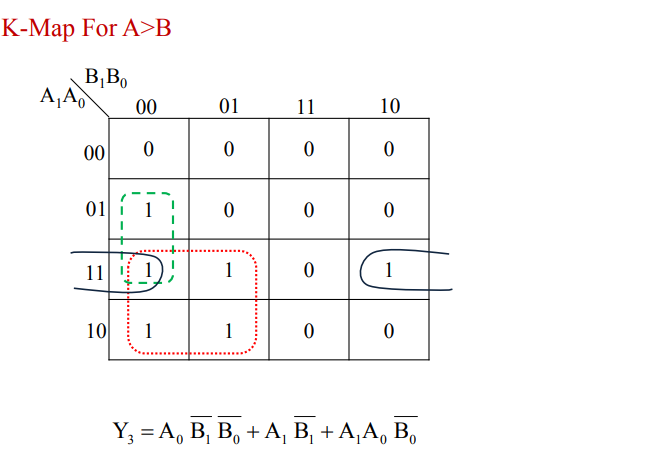 K-Map For A>B
B₁B₀
A₁A₀
00 01 11 10
00 0 0 0 0
01 1 0 0 0
11 1 1 0 1
10 1 1 0 0
Y₃ = A₀ B̅₁ B̅₀ + A₁ B̅₁ + A₁A₀ B̅₀